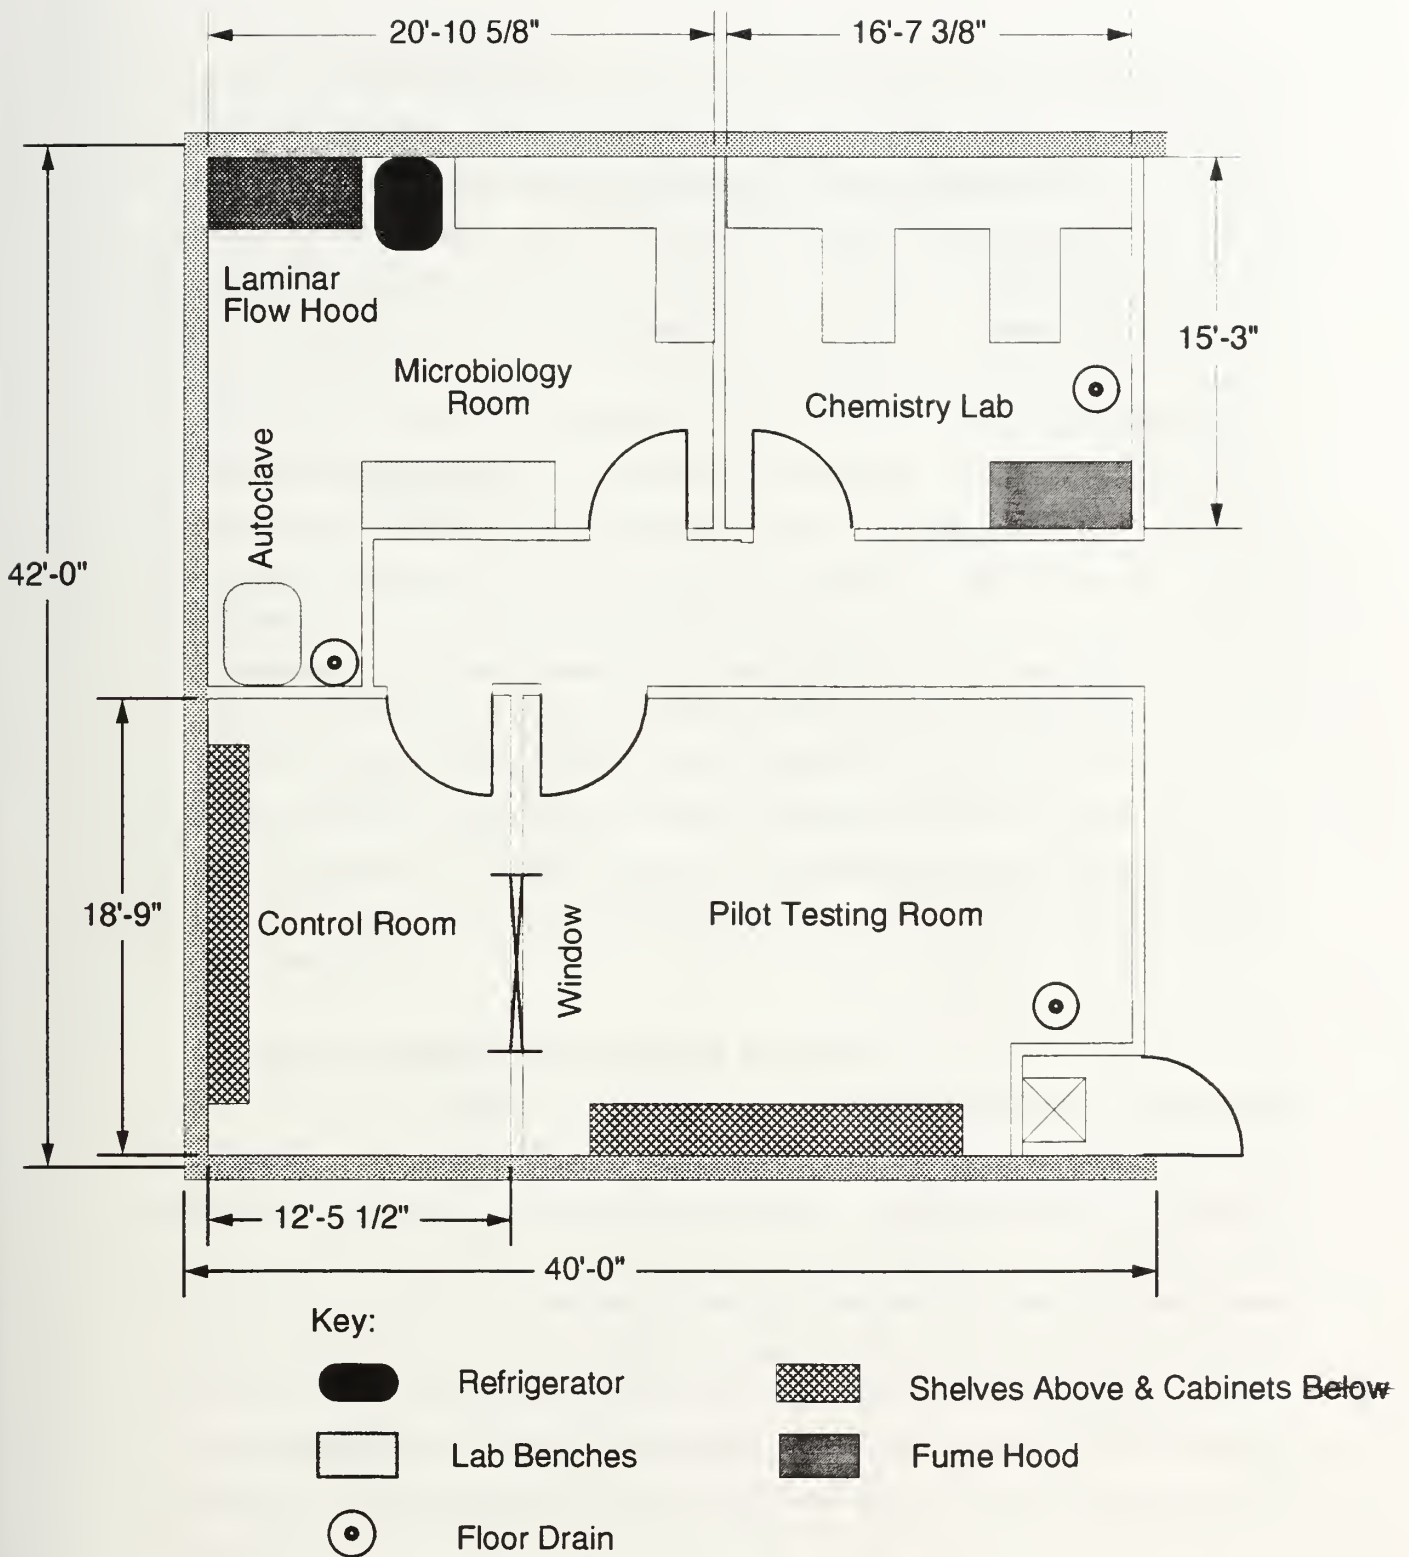 20'-10 5/8"
16'-7 3/8"
Laminar
Flow Hood
15'-3"
Microbiology
Room
Chemistry Lab
Autoclave
42'-0"
18'-9"
Control Room
Window
Pilot Testing Room
12'-5 1/2"
40'-0"
Key:
Refrigerator
Shelves Above & Cabinets Below
Lab Benches
Fume Hood
Floor Drain